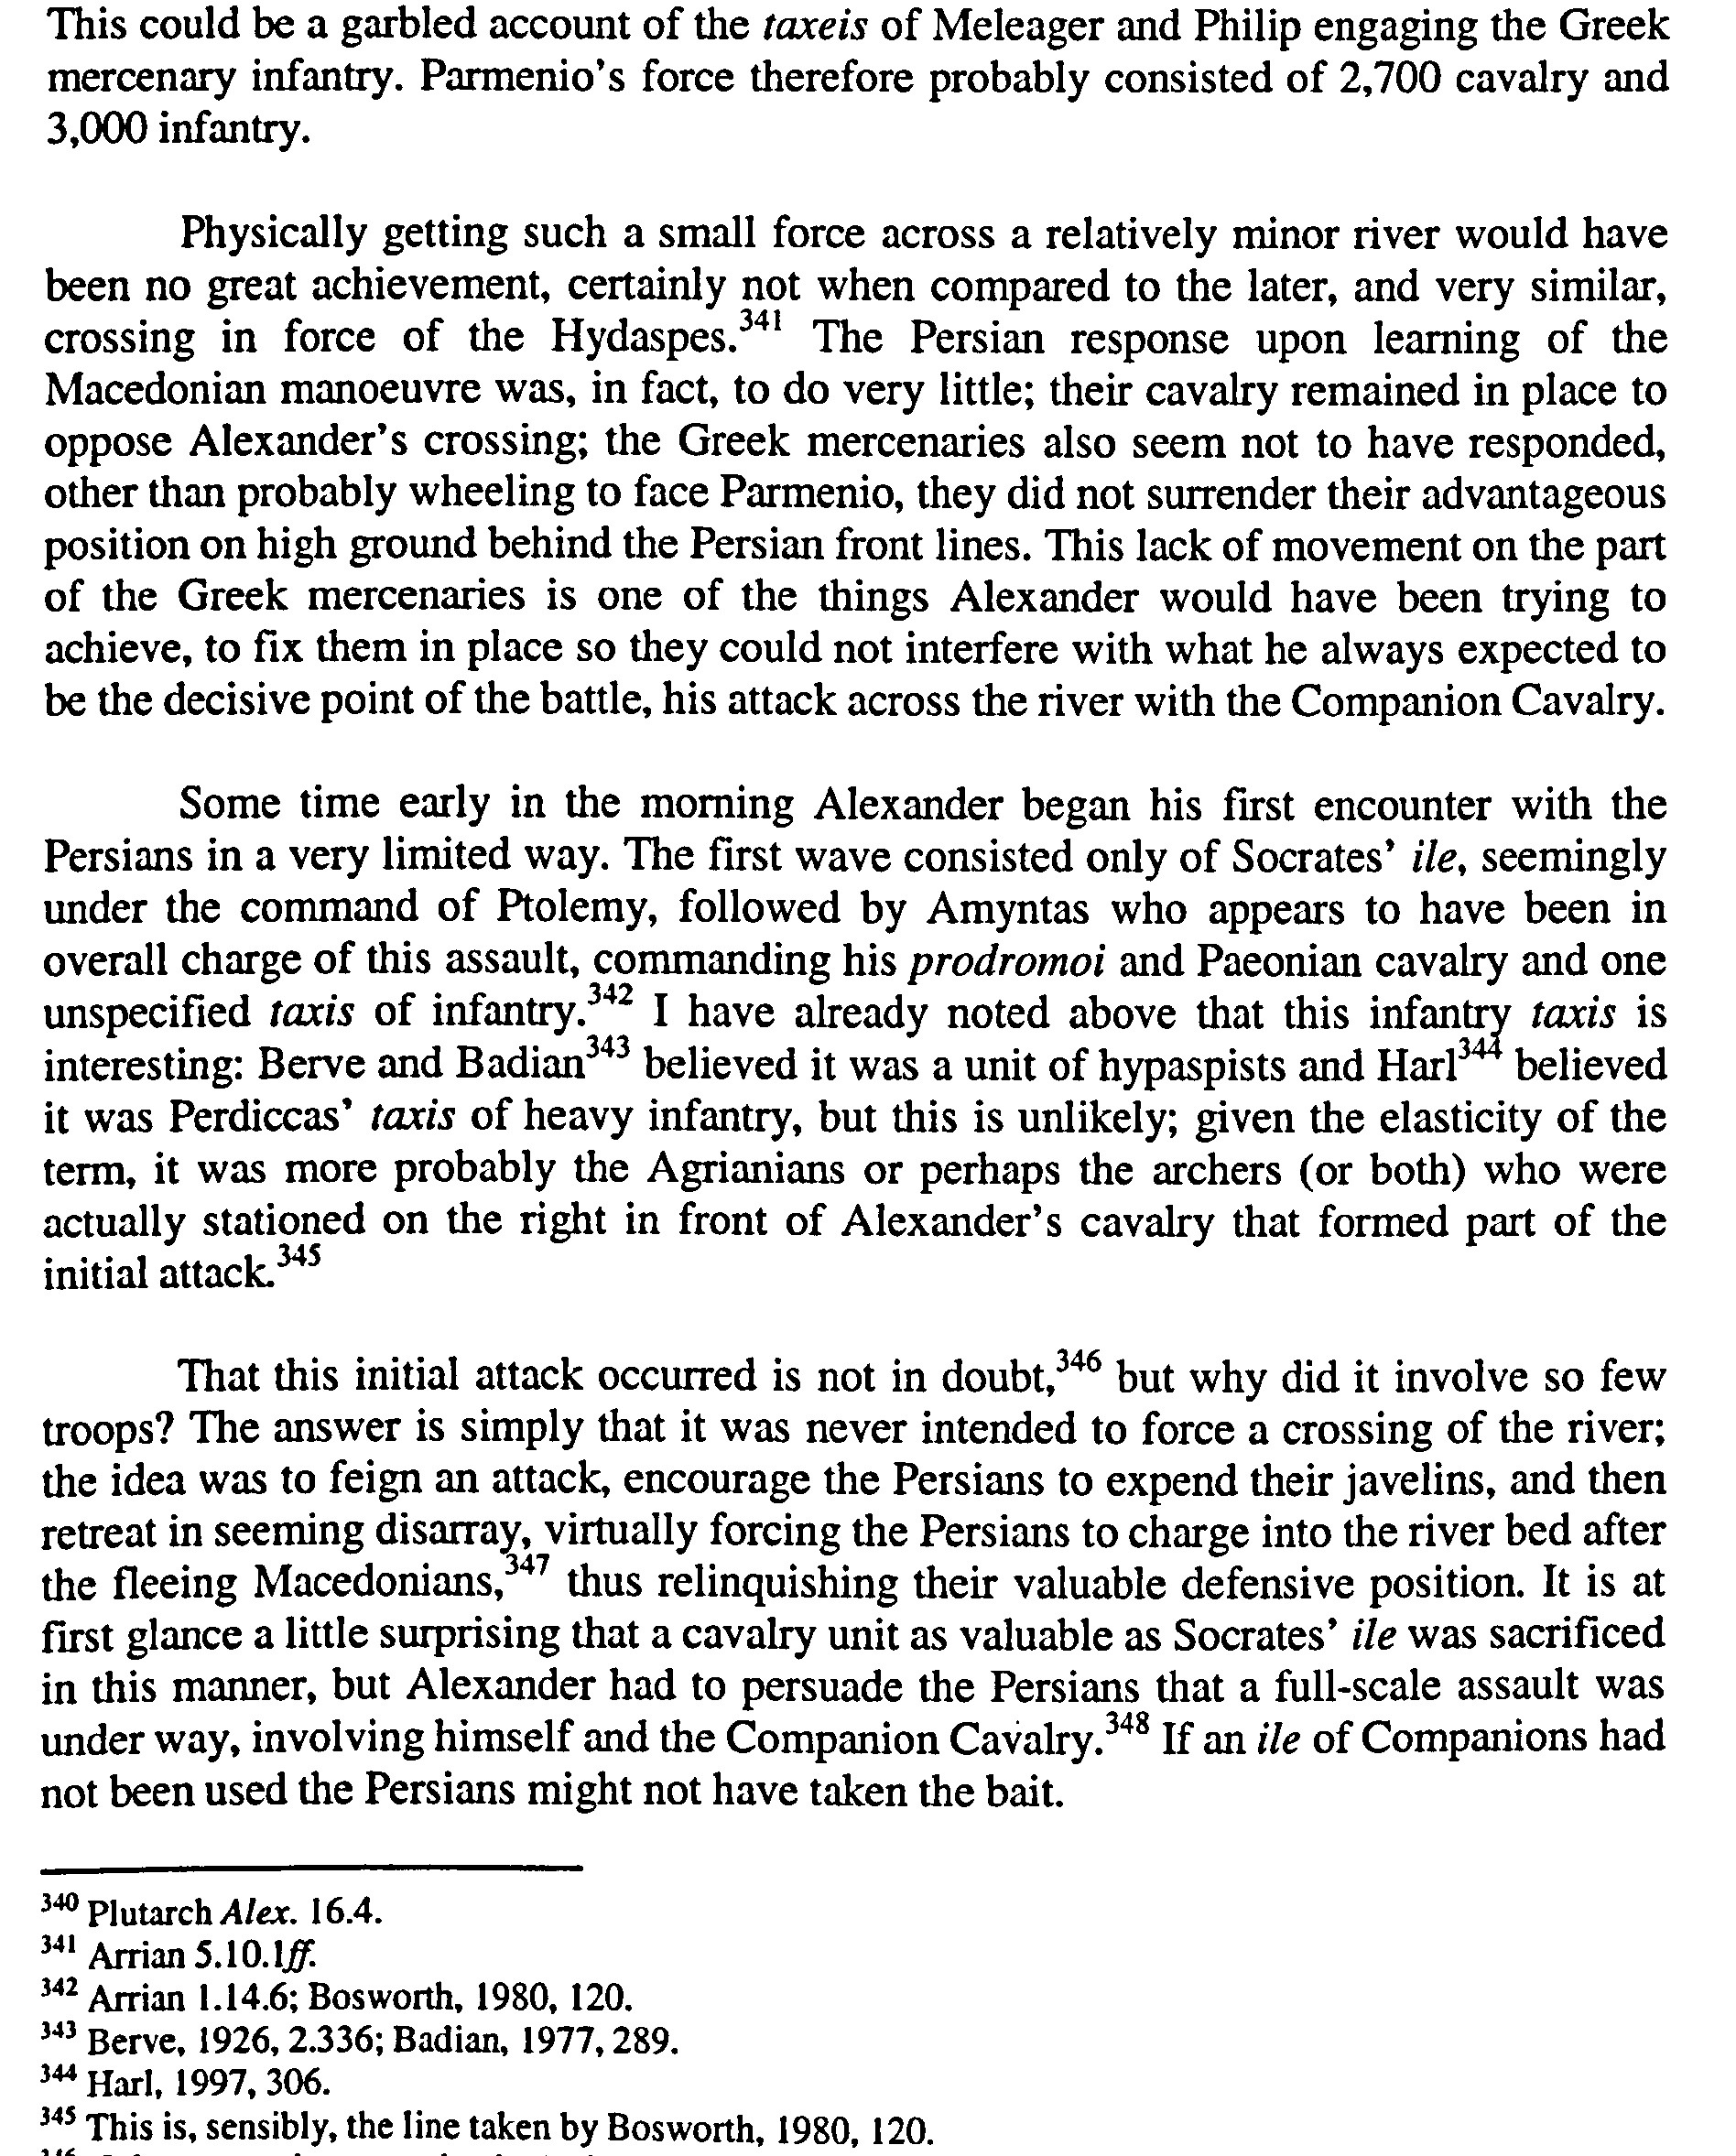 This could be a garbled account of the taxeis of Meleager and Philip engaging the Greek
mercenary infantry. Parmenio's force therefore probably consisted of 2,700 cavalry and
3,000 infantry.
Physically getting such a small force across a relatively minor river would have
been no great achievement, certainly not when compared to the later, and very similar,
crossing in force of the Hydaspes.341 The Persian response upon learning of the
Macedonian manoeuvre was, in fact, to do very little; their cavalry remained in place to
oppose Alexander's crossing; the Greek mercenaries also seem not to have responded,
other than probably wheeling to face Parmenio, they did not surrender their advantageous
position on high ground behind the Persian front lines. This lack of movement on the part
of the Greek mercenaries is one of the things Alexander would have been trying to
achieve, to fix them in place so they could not interfere with what he always expected to
be the decisive point of the battle, his attack across the river with the Companion Cavalry.
Some time early in the morning Alexander began his first encounter with the
Persians in a very limited way. The first wave consisted only of Socrates' ile, seemingly
under the command of Ptolemy, followed by Amyntas who appears to have been in
overall charge of this assault, commanding his prodromoi and Paeonian cavalry and one
unspecified taxis of infantry.342 I have already noted above that this infantry taxis is
interesting: Berve and Badian343 believed it was a unit of hypaspists and Harl344 believed
it was Perdiccas' taxis of heavy infantry, but this is unlikely; given the elasticity of the
term, it was more probably the Agrianians or perhaps the archers (or both) who were
actually stationed on the right in front of Alexander's cavalry that formed part of the
initial attack.345
That this initial attack occurred is not in doubt,346 but why did it involve so few
troops? The answer is simply that it was never intended to force a crossing of the river;
the idea was to feign an attack, encourage the Persians to expend their javelins, and then
retreat in seeming disarray, virtually forcing the Persians to charge into the river bed after
the fleeing Macedonians,347 thus relinquishing their valuable defensive position. It is at
first glance a little surprising that a cavalry unit as valuable as Socrates' ile was sacrificed
in this manner, but Alexander had to persuade the Persians that a full-scale assault was
under way, involving himself and the Companion Cavalry.348 If an ile of Companions had
not been used the Persians might not have taken the bait.
340 Plutarch Alex. 16.4.
341 Arrian 5.10.1ff.
342 Arrian 1.14.6; Bosworth, 1980, 120.
343 Berve, 1926, 2.336; Badian, 1977, 289.
344 Harl, 1997, 306.
345 This is, sensibly, the line taken by Bosworth, 1980, 120.